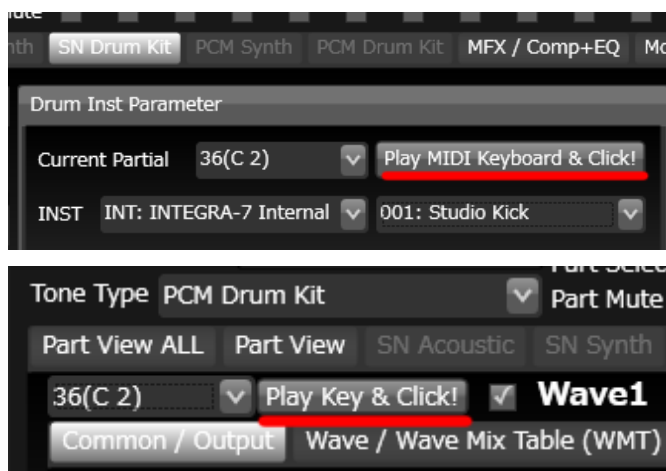 SN Drum Kit PCM Synth PCM Drum Kit MFX / Comp+EQ
Drum Inst Parameter
Current Partial 36(C 2) Play MIDI Keyboard & Click!
INST INT: INTEGRA-7 Internal 001: Studio Kick
Tone Type PCM Drum Kit Part Mute
Part View ALL Part View SN Acoustic SN Synth
36(C 2) Play Key & Click! Wave1
Common / Output Wave / Wave Mix Table (WMT)